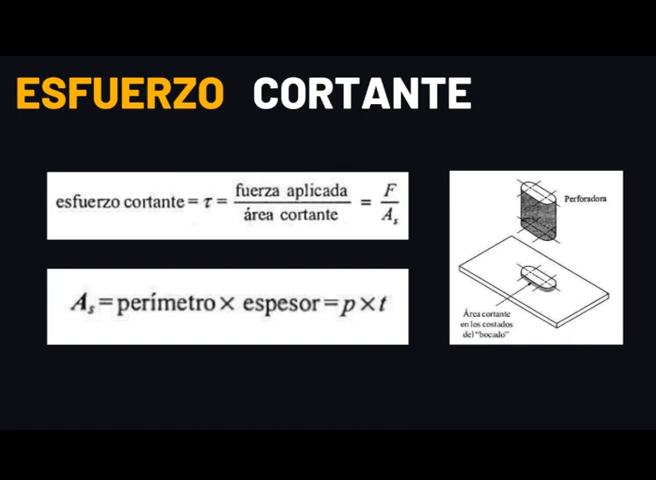 ESFUERZO CORTANTE
esfuerzo cortante = τ = fuerza aplicada / área cortante = F / A_s
A_s = perímetro × espesor = p × t
Perforadora
Área cortante
en los costados
del "bocado"